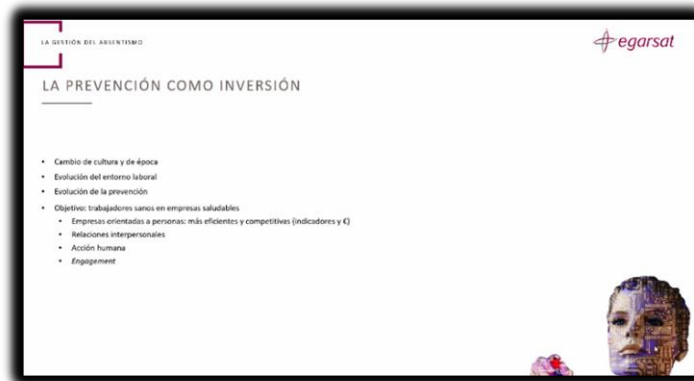 LA GESTIÓN DEL ABSENTISMO
egarsat
LA PREVENCIÓN COMO INVERSIÓN
• Cambio de cultura y de época
• Evolución del entorno laboral
• Evolución de la prevención
• Objetivo: trabajadores sanos en empresas saludables
• Empresas orientadas a personas: más eficientes y competitivas (indicadores y €)
• Relaciones interpersonales
• Acción humana
• Engagement